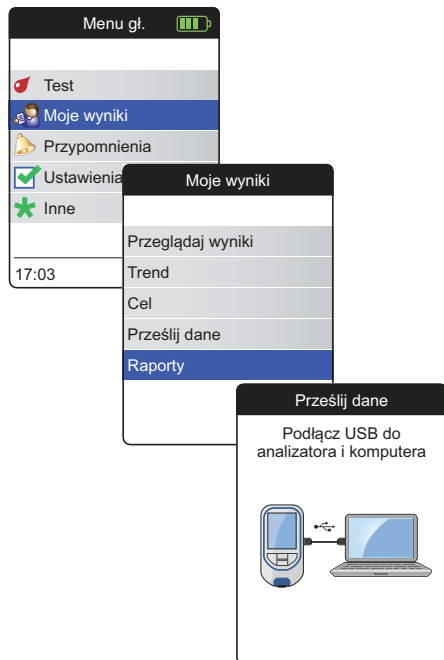 Menu gł.
Test
Moje wyniki
Przypomnienia
Ustawienia
Inne
17:03
Moje wyniki
Przeglądaj wyniki
Trend
Cel
Prześlij dane
Raporty
Prześlij dane
Podłącz USB do
analizatora i komputera